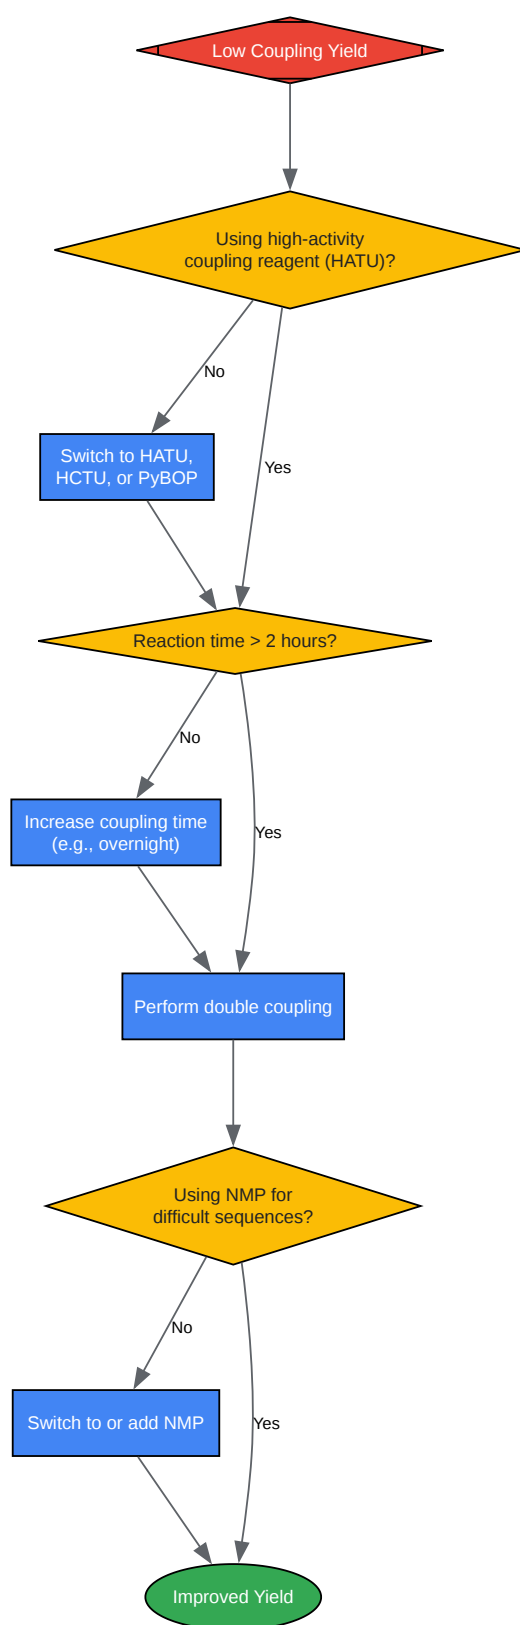 Low Coupling Yield
Using high-activity
coupling reagent (HATU)?
No
Switch to HATU,
HCTU, or PyBOP
Yes
Reaction time > 2 hours?
No
Increase coupling time
(e.g., overnight)
Yes
Perform double coupling
Using NMP for
difficult sequences?
No
Switch to or add NMP
Yes
Improved Yield